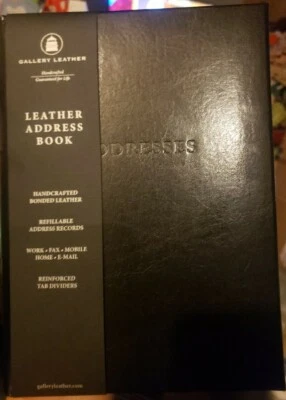 GALLERY LEATHER
Handcrafted
Guaranteed for Life
LEATHER
ADDRESS
BOOK
DDRESSES
HANDCRAFTED
BONDED LEATHER
REFILLABLE
ADDRESS RECORDS
WORK • FAX • MOBILE
HOME • E-MAIL
REINFORCED
TAB DIVIDERS
galleryleather.com